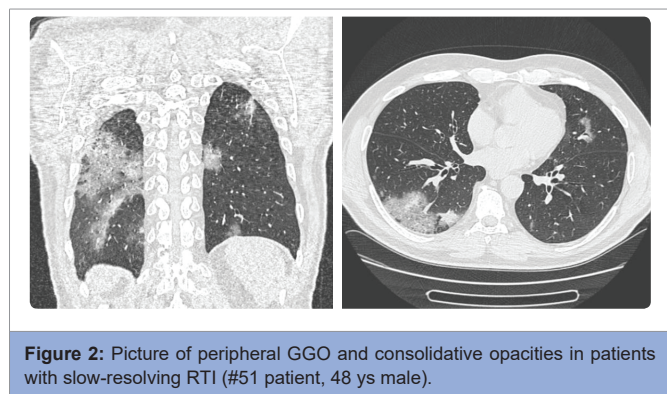 Figure 2: Picture of peripheral GGO and consolidative opacities in patients
with slow-resolving RTI (#51 patient, 48 ys male).